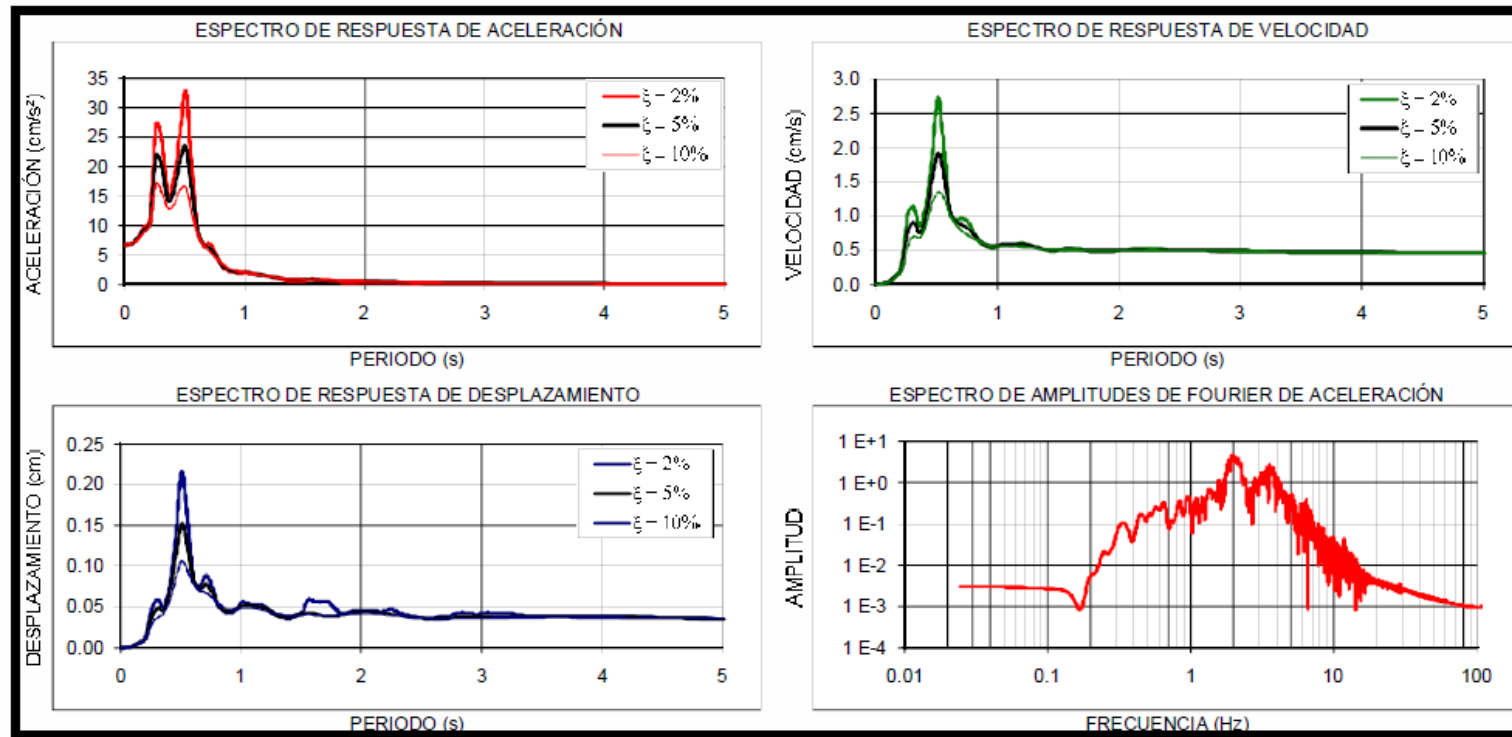 ESPECTRO DE RESPUESTA DE ACELERACIÓN
ACELERACIÓN (cm/s²)
35
30
25
20
15
10
5
0
0 1 2 3 4 5
ξ = 2%
ξ = 5%
ξ = 10%
PERIODO (s)
ESPECTRO DE RESPUESTA DE VELOCIDAD
VELOCIDAD (cm/s)
3.0
2.5
2.0
1.5
1.0
0.5
0.0
0 1 2 3 4 5
ξ = 2%
ξ = 5%
ξ = 10%
PERIODO (s)
ESPECTRO DE RESPUESTA DE DESPLAZAMIENTO
DESPLAZAMIENTO (cm)
0.25
0.20
0.15
0.10
0.05
0.00
0 1 2 3 4 5
ξ = 2%
ξ = 5%
ξ = 10%
PERIODO (s)
ESPECTRO DE AMPLITUDES DE FOURIER DE ACELERACIÓN
AMPLITUD
1 E+1
1 E+0
1 E-1
1 E-2
1 E-3
1 E-4
0.01 0.1 1 10 100
FRECUENCIA (Hz)